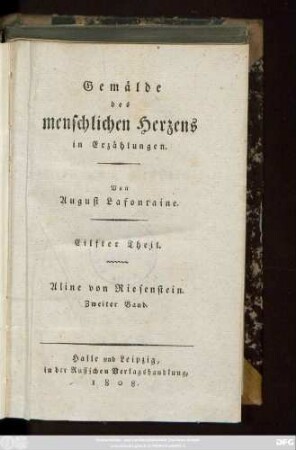 Gemälde
des
menschlichen Herzens
in Erzählungen.
Von
August Lafontaine.
Eilfter Theil.
Aline von Riesenstein.
Zweiter Band.
Halle und Leipzig,
in der Ruffschen Verlagshandlung,
1808.
DFG